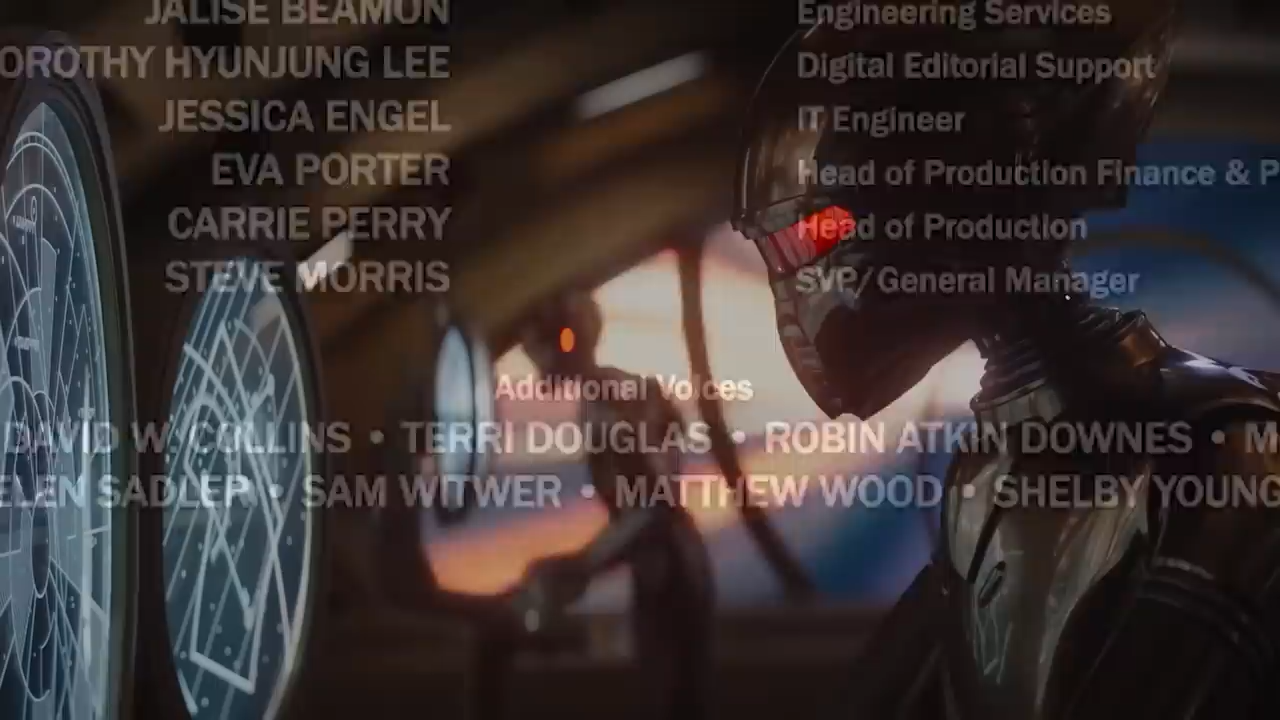 JALISE BEAMON Engineering Services
OROTHY HYUNJUNG LEE Digital Editorial Support
JESSICA ENGEL IT Engineer
EVA PORTER Head of Production Finance & P
CARRIE PERRY Head of Production
STEVE MORRIS SVP/General Manager
Additional Voices
DAVID W. COLLINS • TERRI DOUGLAS • ROBIN ATKIN DOWNES • M
ELEN SADLER • SAM WITWER • MATTHEW WOOD • SHELBY YOUNG